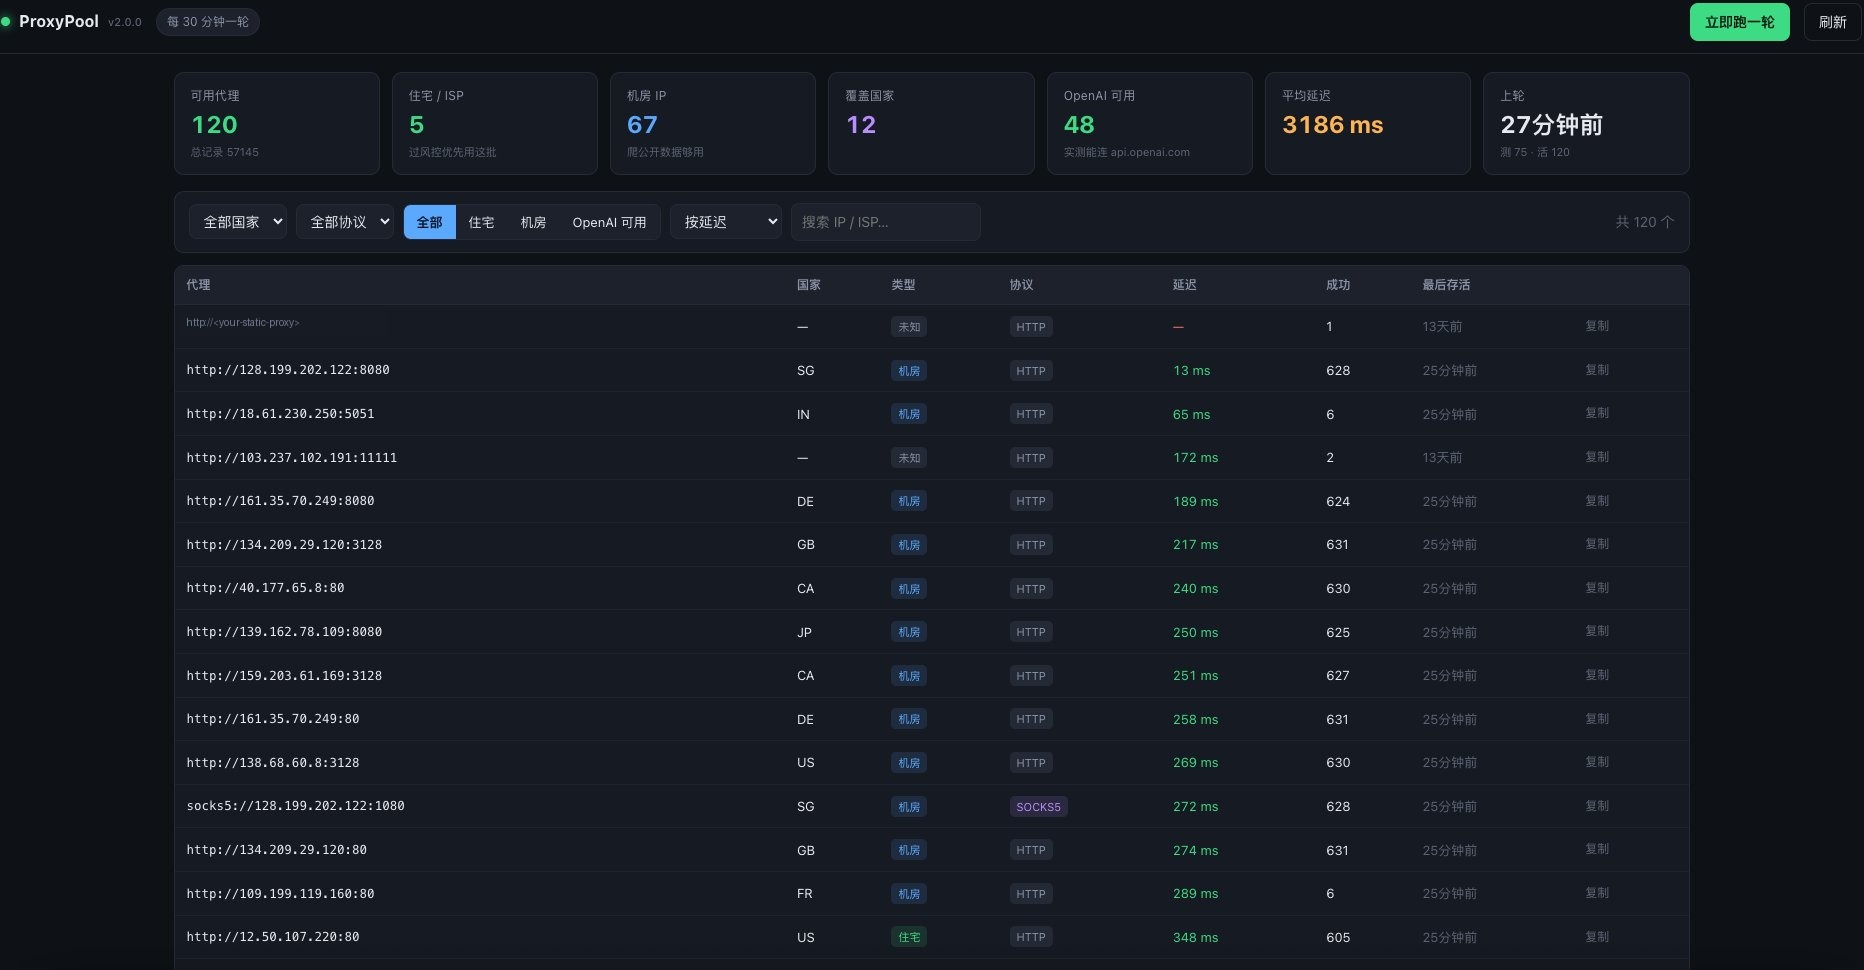 ProxyPool v2.0.0 每 30 分钟一轮 立即跑一轮 刷新
可用代理 住宅 / ISP 机房 IP 覆盖国家 OpenAI 可用 平均延迟 上轮
120 5 67 12 48 3186 ms 27分钟前
总记录 57145 过风控优先用这批 爬公开数据够用 实测能连 api.openai.com 测 75 · 活 120
全部国家 全部协议 全部 住宅 机房 OpenAI 可用 按延迟 搜索 IP / ISP... 共 120 个
代理 国家 类型 协议 延迟 成功 最后存活
http://<your-static-proxy> — 未知 HTTP — 1 13天前 复制
http://128.199.202.122:8080 SG 机房 HTTP 13 ms 628 25分钟前 复制
http://18.61.230.250:5051 IN 机房 HTTP 65 ms 6 25分钟前 复制
http://103.237.102.191:11111 — 未知 HTTP 172 ms 2 13天前 复制
http://161.35.70.249:8080 DE 机房 HTTP 189 ms 624 25分钟前 复制
http://134.209.29.120:3128 GB 机房 HTTP 217 ms 631 25分钟前 复制
http://40.177.65.8:80 CA 机房 HTTP 240 ms 630 25分钟前 复制
http://139.162.78.109:8080 JP 机房 HTTP 250 ms 625 25分钟前 复制
http://159.203.61.169:3128 CA 机房 HTTP 251 ms 627 25分钟前 复制
http://161.35.70.249:80 DE 机房 HTTP 258 ms 631 25分钟前 复制
http://138.68.60.8:3128 US 机房 HTTP 269 ms 630 25分钟前 复制
socks5://128.199.202.122:1080 SG 机房 SOCKS5 272 ms 628 25分钟前 复制
http://134.209.29.120:80 GB 机房 HTTP 274 ms 631 25分钟前 复制
http://109.199.119.160:80 FR 机房 HTTP 289 ms 6 25分钟前 复制
http://12.50.107.220:80 US 住宅 HTTP 348 ms 605 25分钟前 复制